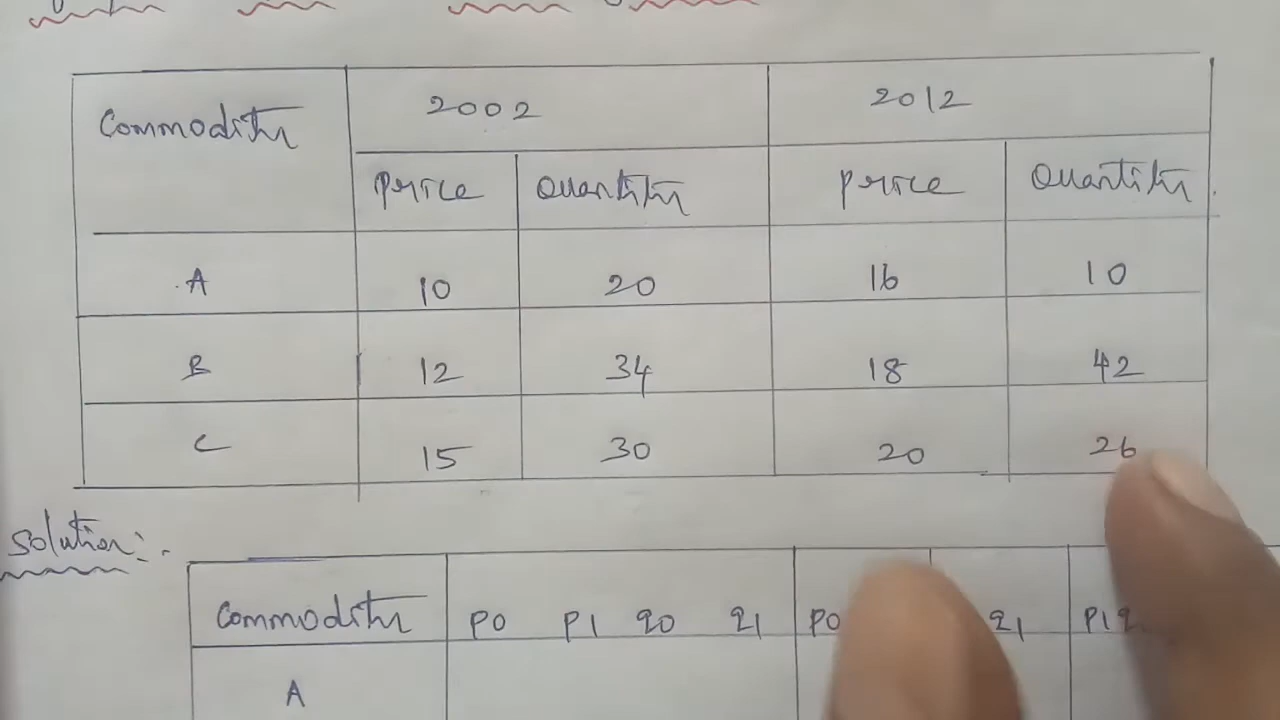 Commodity 2002 2012
Price Quantity Price Quantity
A 10 20 16 10
B 12 34 18 42
C 15 30 20 26
Solution:-
Commodity P0 P1 q0 q1 P0 q1 P1q
A